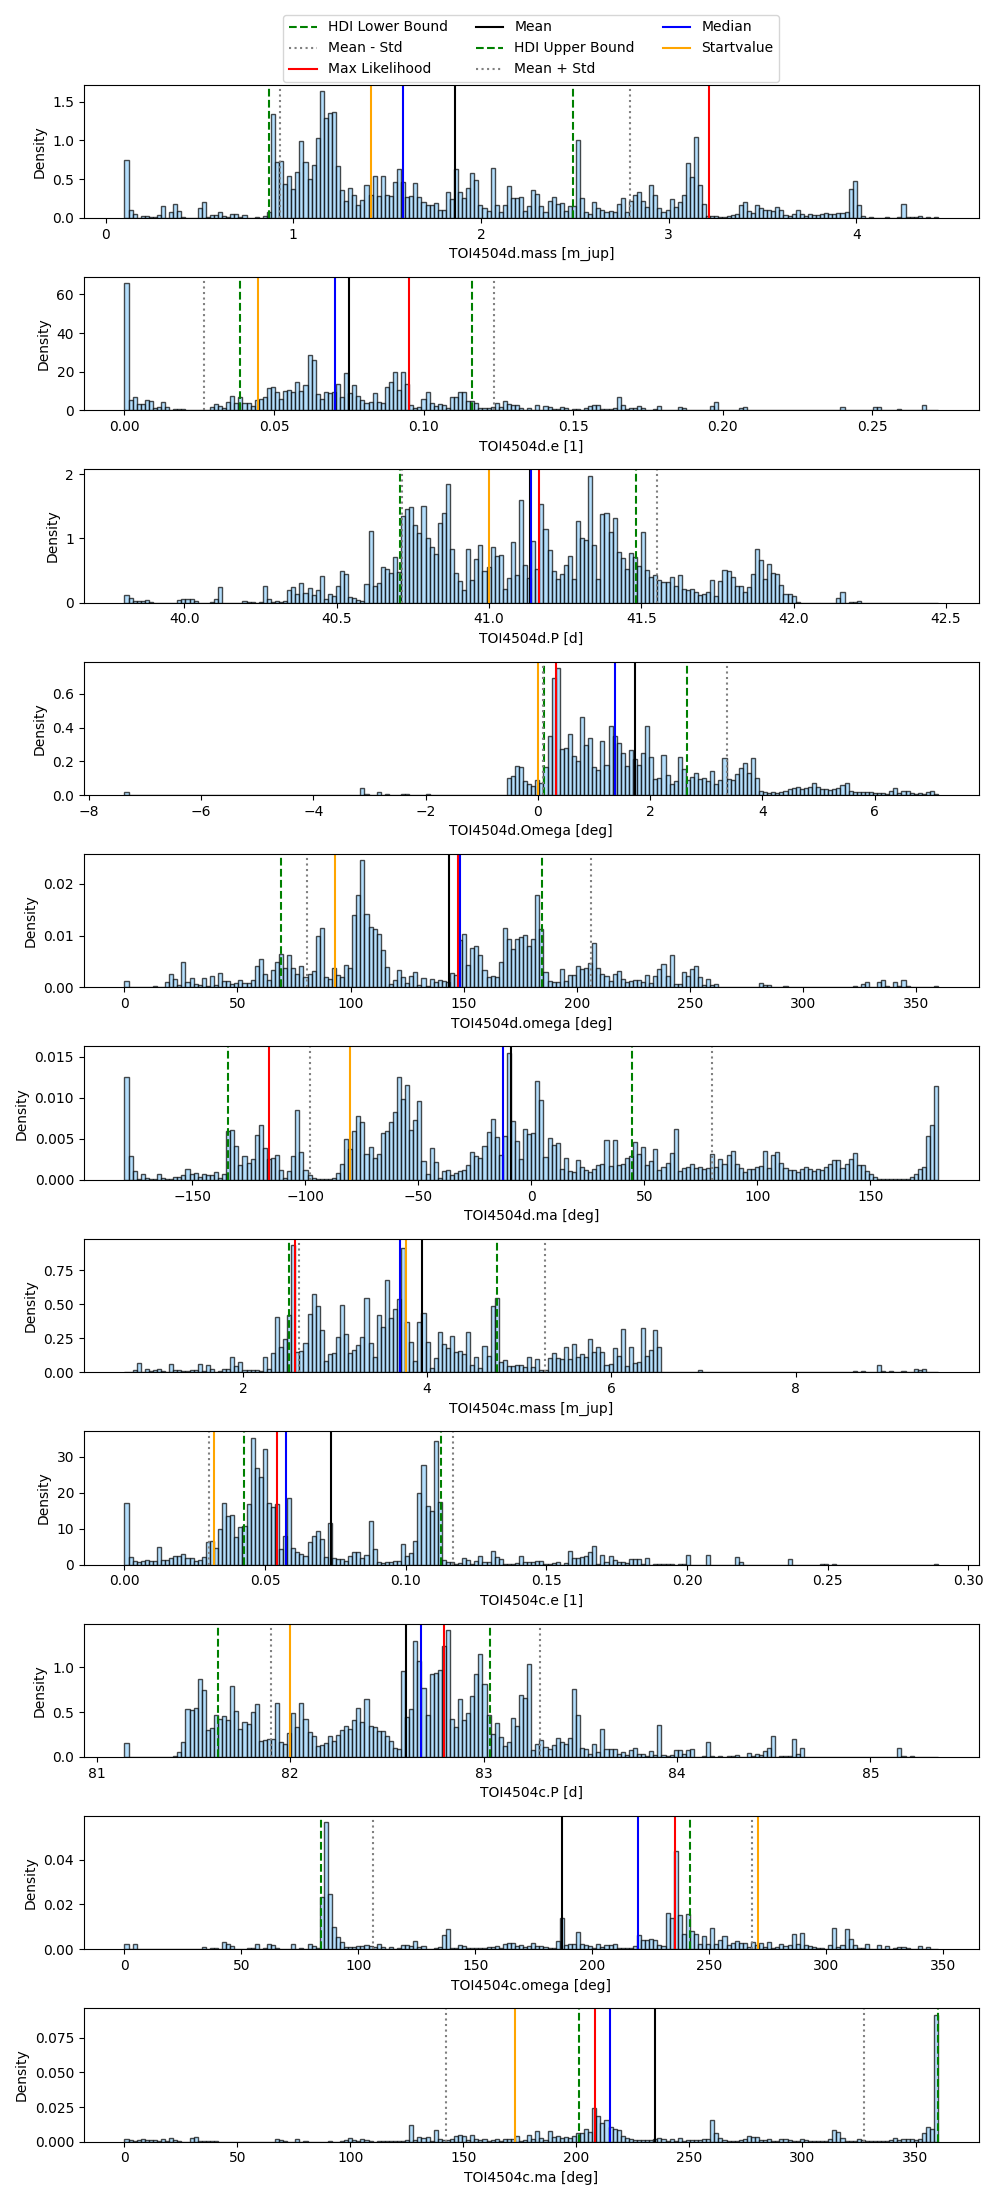 HDI Lower Bound Mean Median
Mean - Std HDI Upper Bound Startvalue
Max Likelihood Mean + Std
1.5
1.0
0.5
0.0
Density
0 1 2 3 4
TOI4504d.mass [m_jup]
60
40
20
0
Density
0.00 0.05 0.10 0.15 0.20 0.25
TOI4504d.e [1]
2
1
0
Density
40.0 40.5 41.0 41.5 42.0 42.5
TOI4504d.P [d]
0.6
0.4
0.2
0.0
Density
−8 −6 −4 −2 0 2 4 6
TOI4504d.Omega [deg]
0.02
0.01
0.00
Density
0 50 100 150 200 250 300 350
TOI4504d.omega [deg]
0.015
0.010
0.005
0.000
Density
−150 −100 −50 0 50 100 150
TOI4504d.ma [deg]
0.75
0.50
0.25
0.00
Density
2 4 6 8
TOI4504c.mass [m_jup]
30
20
10
0
Density
0.00 0.05 0.10 0.15 0.20 0.25 0.30
TOI4504c.e [1]
1.0
0.5
0.0
Density
81 82 83 84 85
TOI4504c.P [d]
0.04
0.02
0.00
Density
0 50 100 150 200 250 300 350
TOI4504c.omega [deg]
0.075
0.050
0.025
0.000
Density
0 50 100 150 200 250 300 350
TOI4504c.ma [deg]